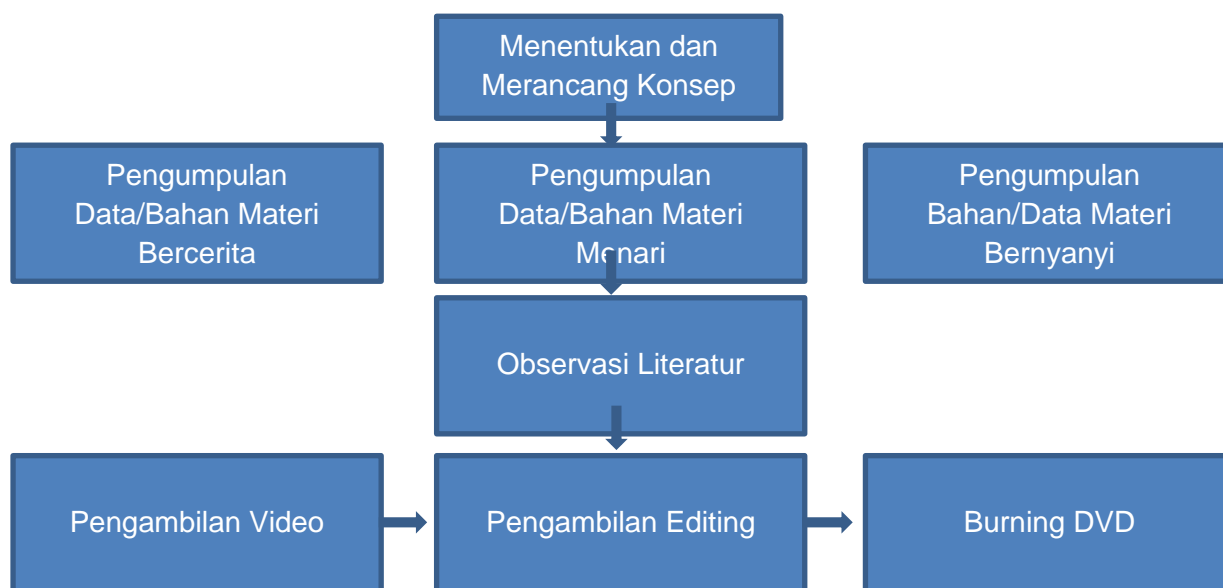 Menentukan dan
Merancang Konsep
Pengumpulan
Data/Bahan Materi
Bercerita
Pengumpulan
Data/Bahan Materi
Menari
Pengumpulan
Bahan/Data Materi
Bernyanyi
Observasi Literatur
Pengambilan Video
Pengambilan Editing
Burning DVD